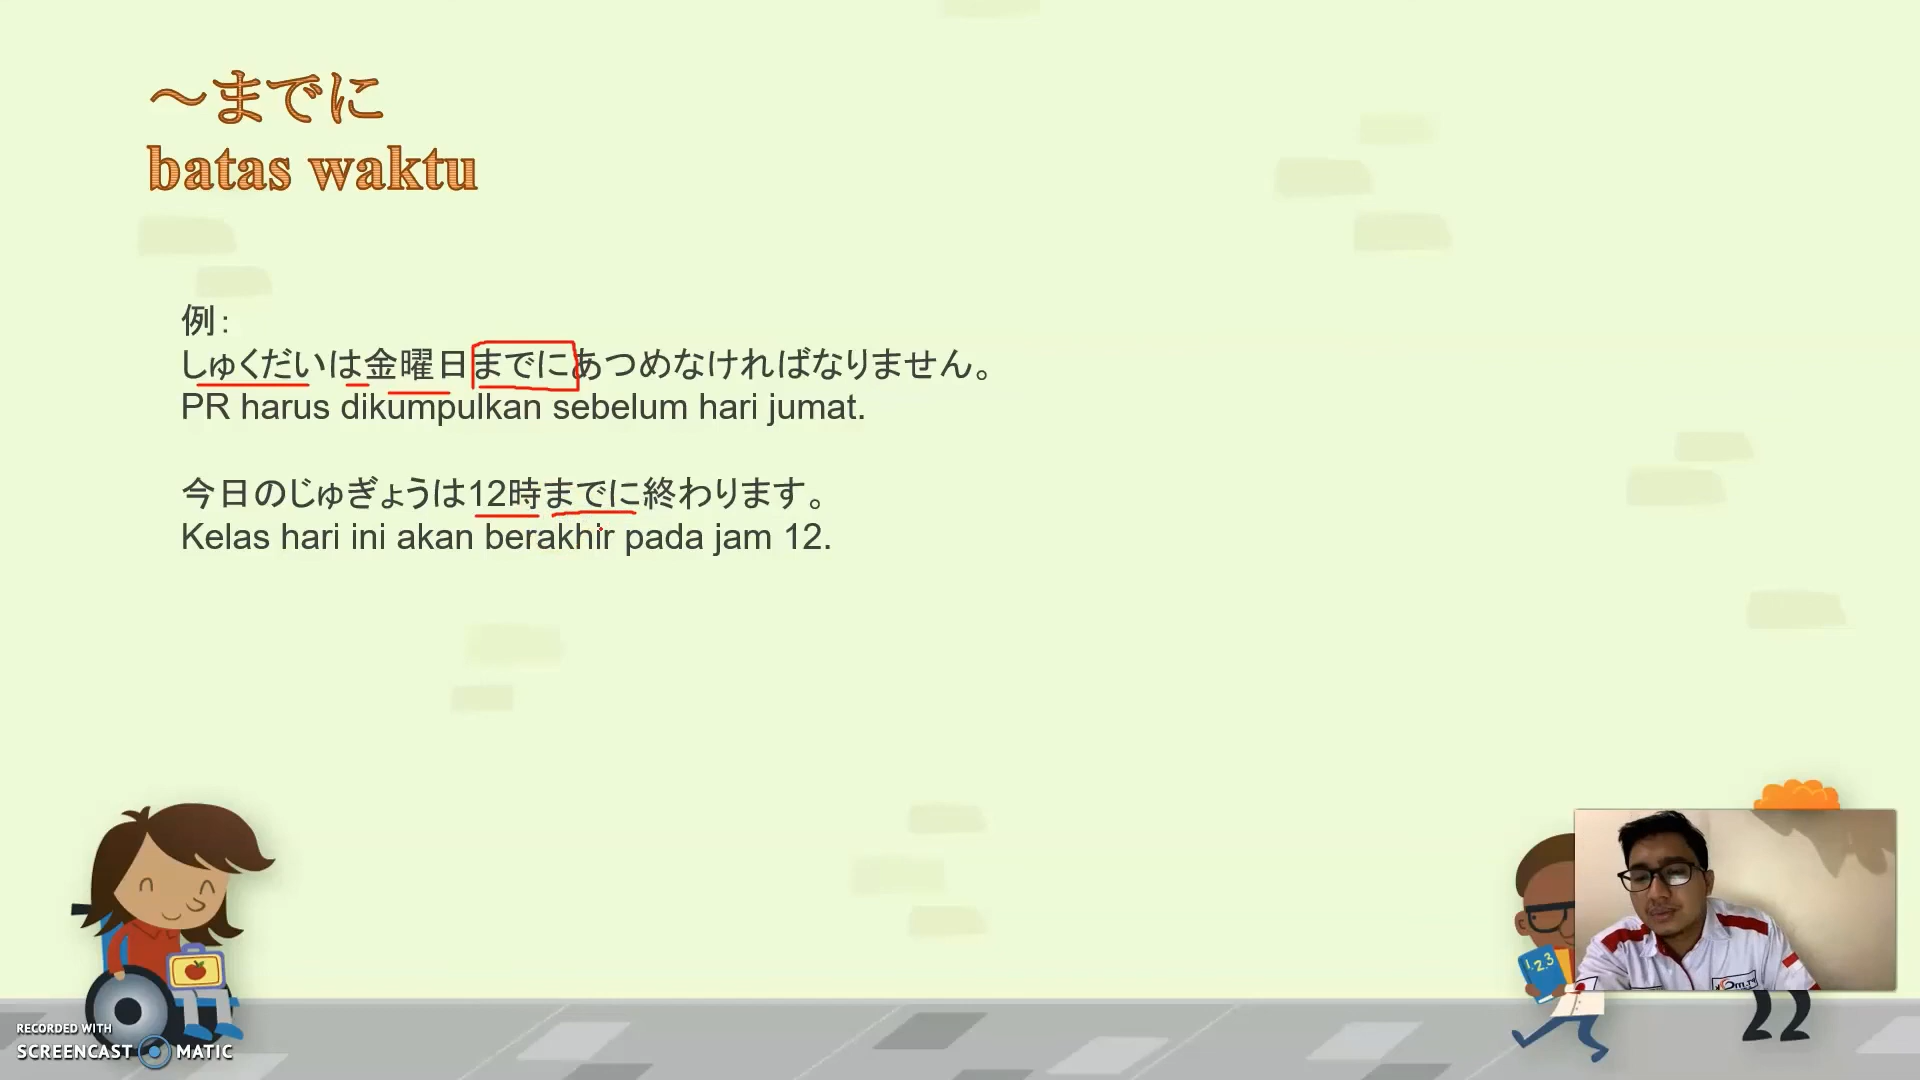 ～までに
batas waktu
例：
しゅくだいは金曜日までにあつめなければなりません。
PR harus dikumpulkan sebelum hari jumat.
今日のじゅぎょうは12時までに終わります。
Kelas hari ini akan berakhir pada jam 12.
1.2.3
RECORDED WITH
SCREENCAST MATIC